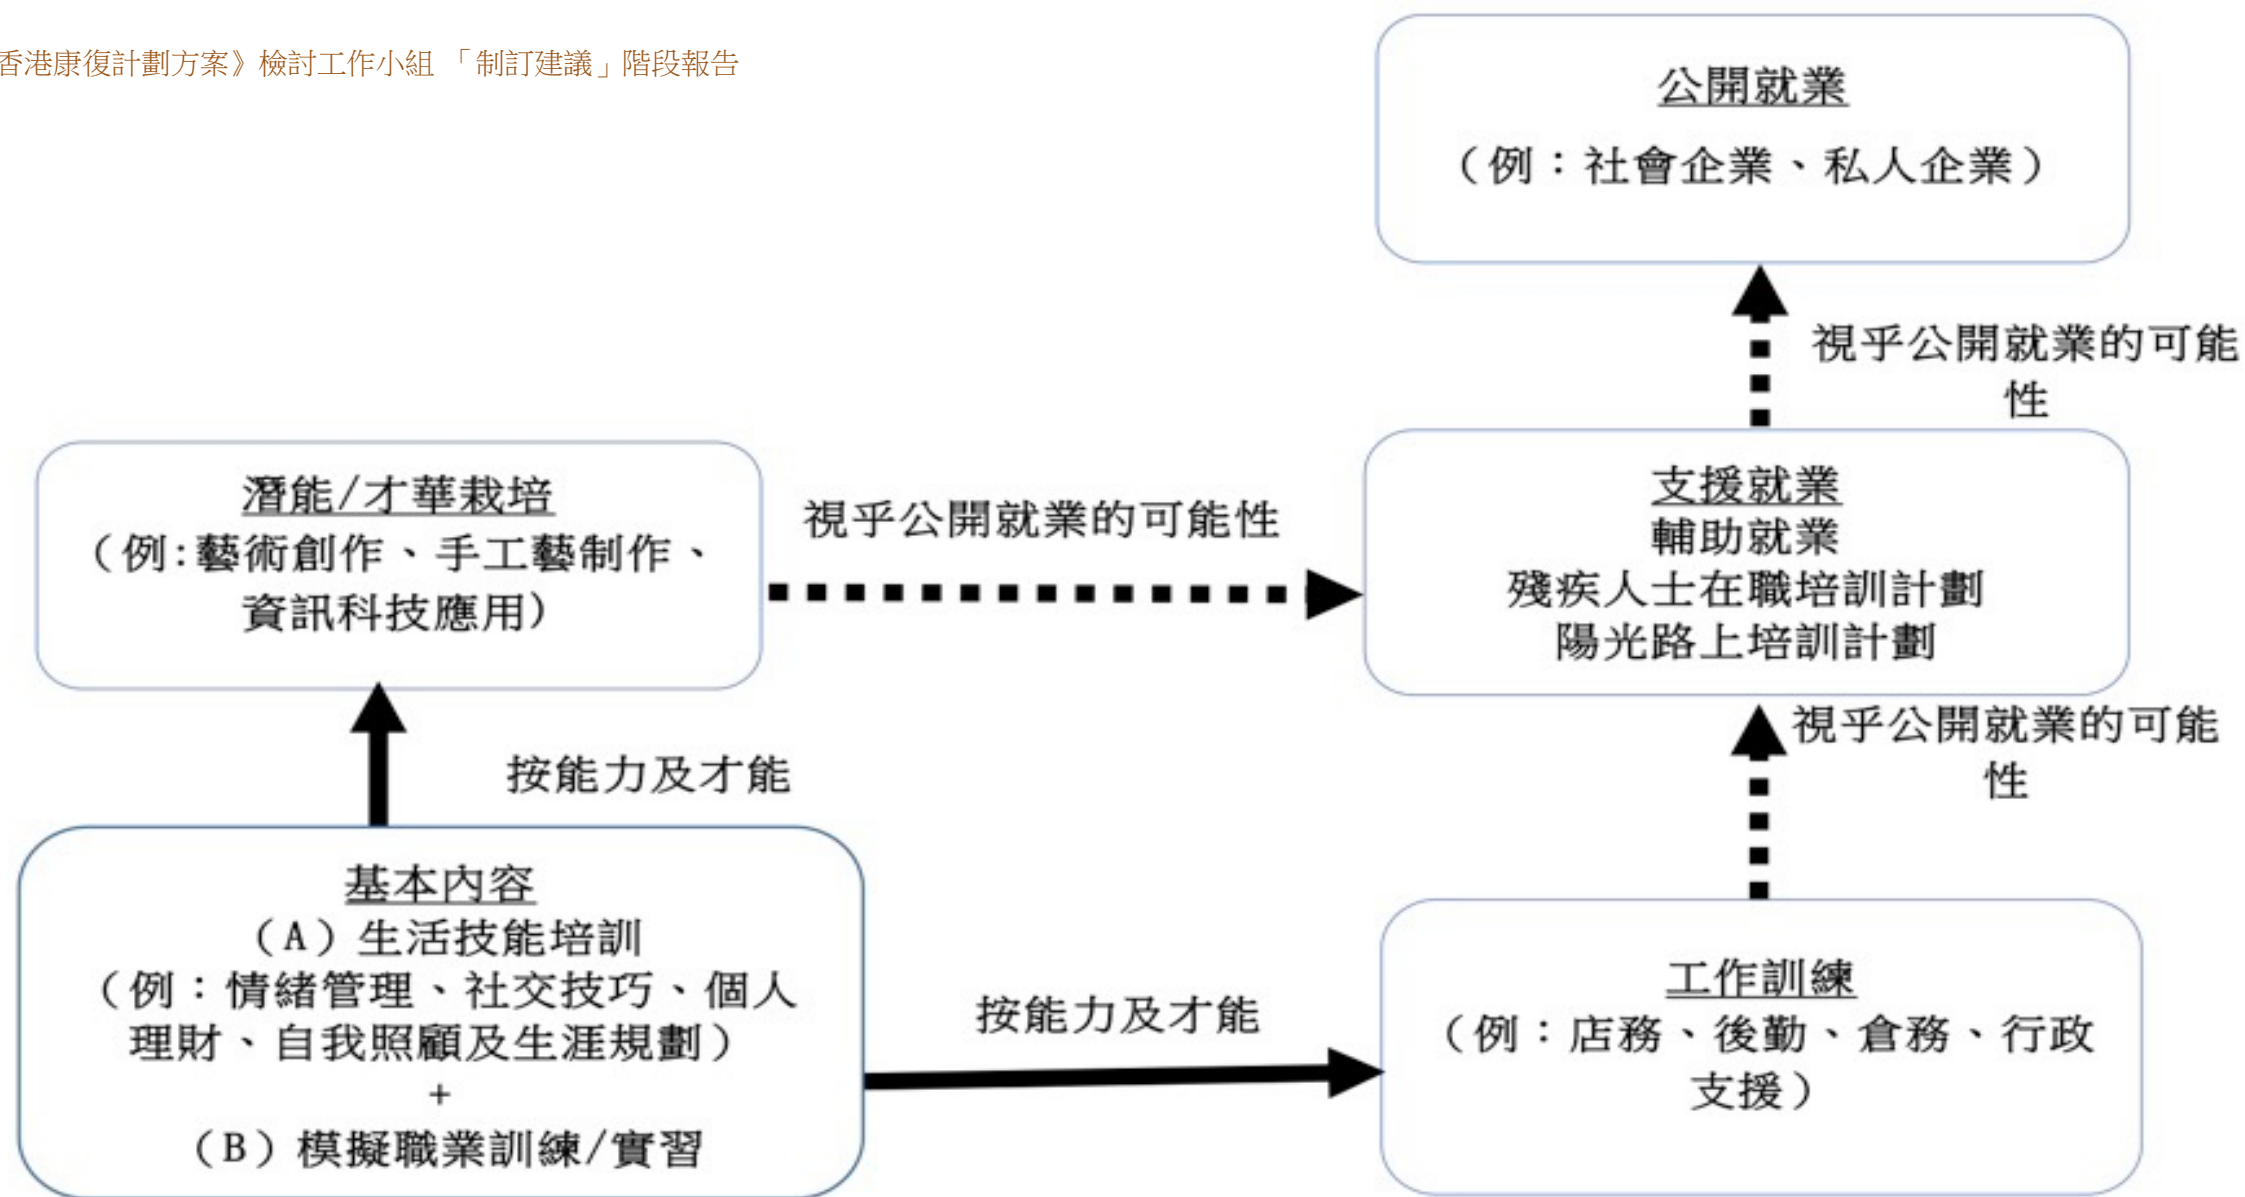 香港康復計劃方案》檢討工作小組 「制訂建議」階段報告
公開就業
（例：社會企業、私人企業）
視乎公開就業的可能
性
潛能/才華栽培
（例:藝術創作、手工藝制作、
資訊科技應用）
視乎公開就業的可能性
支援就業
輔助就業
殘疾人士在職培訓計劃
陽光路上培訓計劃
視乎公開就業的可能
性
按能力及才能
基本內容
（A）生活技能培訓
（例：情緒管理、社交技巧、個人
理財、自我照顧及生涯規劃）
+
（B）模擬職業訓練/實習
按能力及才能
工作訓練
（例：店務、後勤、倉務、行政
支援）